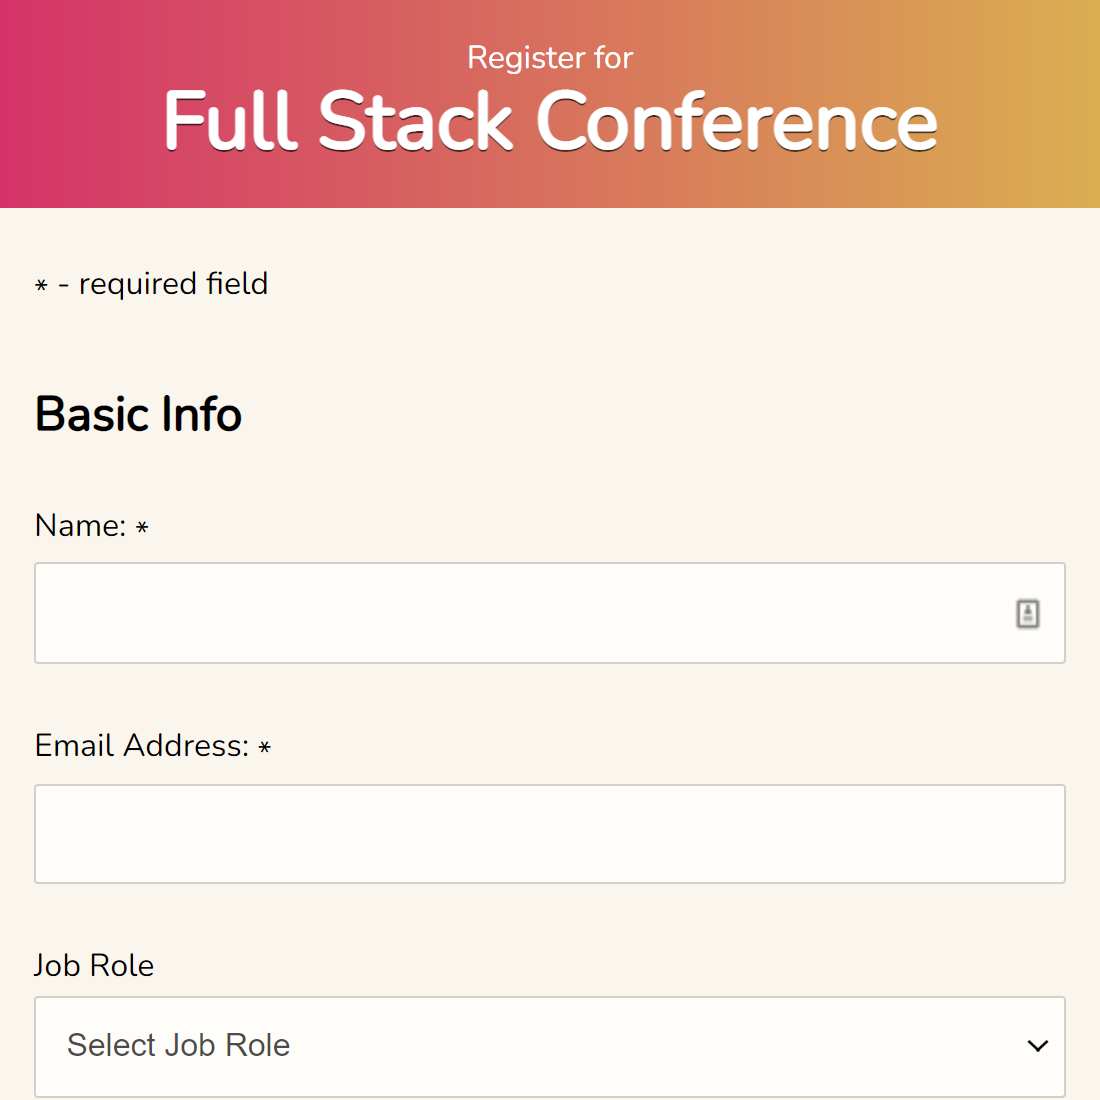 Register for
Full Stack Conference
* - required field
Basic Info
Name: *
Email Address: *
Job Role
Select Job Role